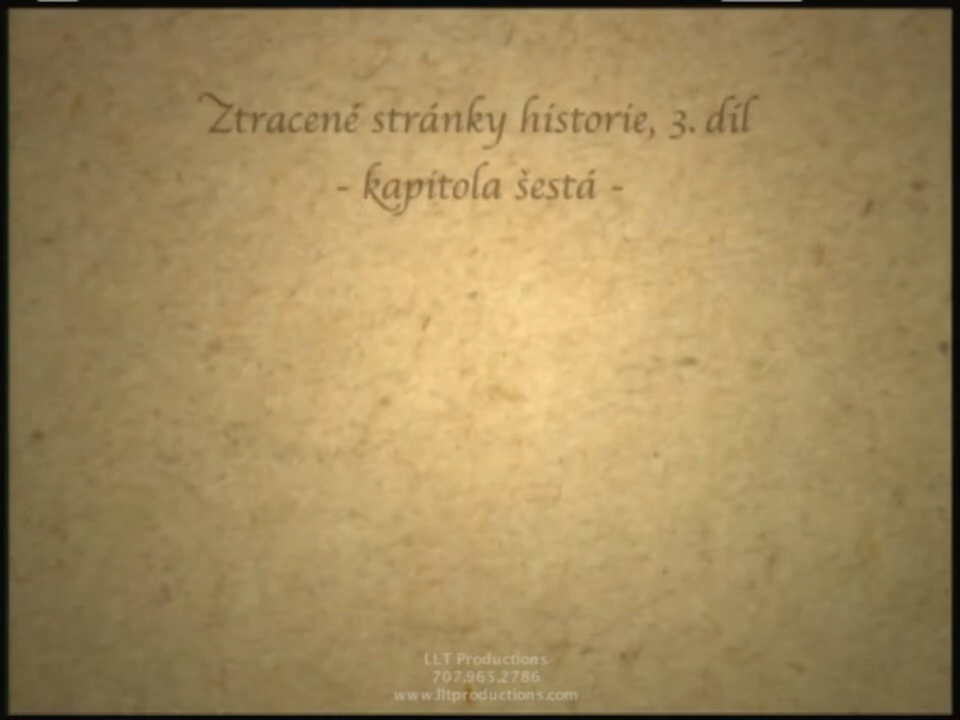 Ztracené stránky historie, 3. díl
- kapitola šestá -
LLT Productions
707.965.2786
www.lltproductions.com